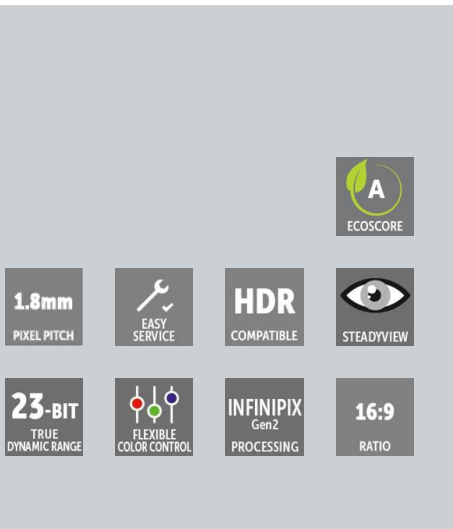 A
ECOSCORE
1.8mm
PIXEL PITCH
EASY
SERVICE
HDR
COMPATIBLE
STEADYVIEW
23-BIT
TRUE
DYNAMIC RANGE
FLEXIBLE
COLOR CONTROL
INFINIPIX
Gen2
PROCESSING
16:9
RATIO